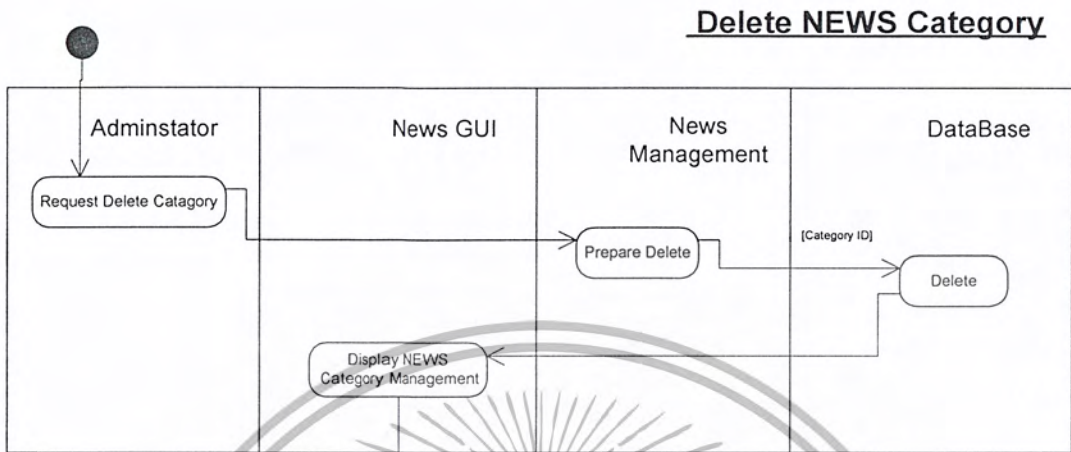 Delete NEWS Category
Adminstator
News GUI
News
Management
DataBase
Request Delete Catagory
Prepare Delete
[Category ID]
Delete
Display NEWS
Category Management